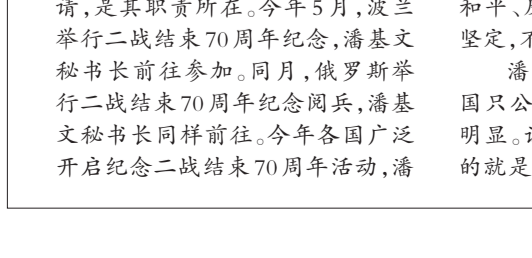 请,是其职责所在。今年5月,波兰
举行二战结束70周年纪念,潘基文
秘书长前往参加。同月,俄罗斯举
行二战结束70周年纪念阅兵,潘基
文秘书长同样前往。今年各国广泛
开启纪念二战结束70周年活动,潘
和平、
坚定,不
潘
国只公
明显。
的就是